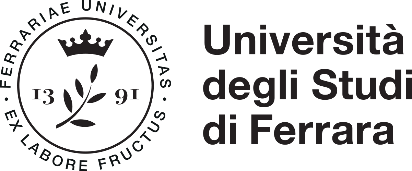 FERRARIAE UNIVERSITAS
13 91
EX LABORE FRUCTUS
Università
degli Studi
di Ferrara